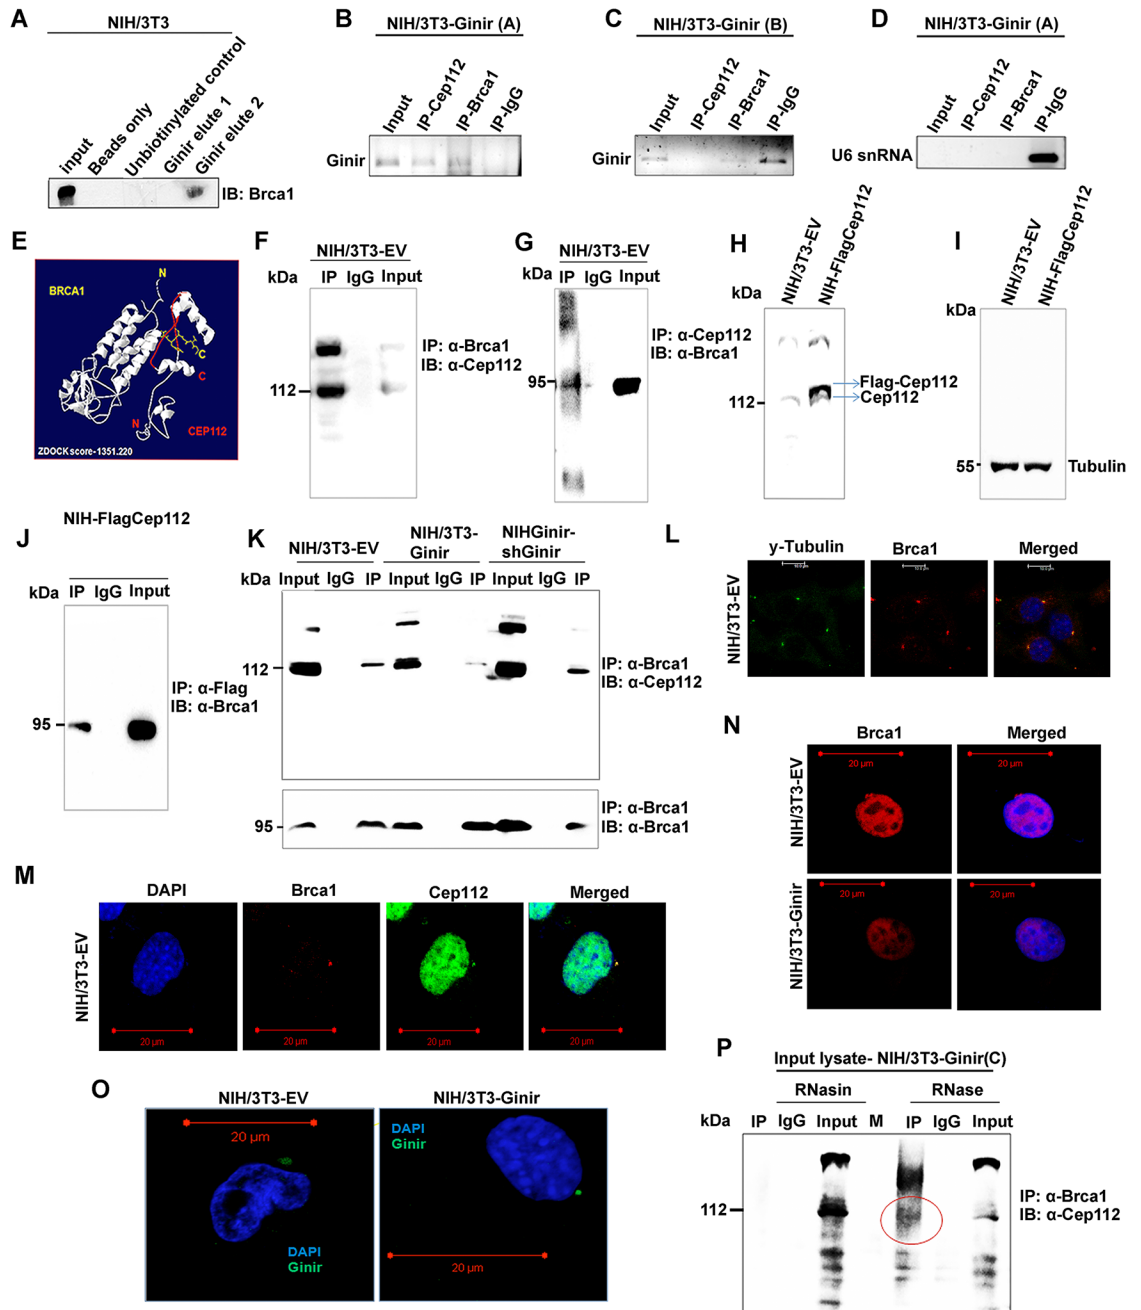 A
NIH/3T3
input
Beads only
Unbiotinylated control
Ginir elute 1
Ginir elute 2
IB: Brca1
B
NIH/3T3-Ginir (A)
Input
IP-Cep112
IP-Brca1
IP-IgG
Ginir
C
NIH/3T3-Ginir (B)
Input
IP-Cep112
IP-Brca1
IP-IgG
Ginir
D
NIH/3T3-Ginir (A)
Input
IP-Cep112
IP-Brca1
IP-IgG
U6 snRNA
E
BRCA1
N
C
C
N
CEP112
ZDOCK score-1351.220
F
NIH/3T3-EV
kDa
IP IgG Input
112
IP: α-Brca1
IB: α-Cep112
G
NIH/3T3-EV
kDa
IP IgG Input
95
IP: α-Cep112
IB: α-Brca1
H
NIH/3T3-EV
NIH-FlagCep112
kDa
112
Flag-Cep112
Cep112
I
NIH/3T3-EV
NIH-FlagCep112
kDa
55
Tubulin
J
NIH-FlagCep112
kDa
IP IgG Input
95
IP: α-Flag
IB: α-Brca1
K
NIH/3T3-EV
NIH/3T3-
Ginir
NIHGinir-
shGinir
kDa
Input IgG IP Input IgG IP Input IgG IP
112
IP: α-Brca1
IB: α-Cep112
95
IP: α-Brca1
IB: α-Brca1
L
y-Tubulin
Brca1
Merged
NIH/3T3-EV
10.0 µm
10.0 µm
10.0 µm
M
DAPI
Brca1
Cep112
Merged
NIH/3T3-EV
20 µm
20 µm
20 µm
20 µm
N
Brca1
Merged
NIH/3T3-EV
20 µm
20 µm
NIH/3T3-Ginir
20 µm
20 µm
O
NIH/3T3-EV
20 µm
DAPI
Ginir
NIH/3T3-Ginir
DAPI
Ginir
20 µm
P
Input lysate- NIH/3T3-Ginir(C)
RNasin
RNase
kDa
IP IgG Input M IP IgG Input
112
IP: α-Brca1
IB: α-Cep112